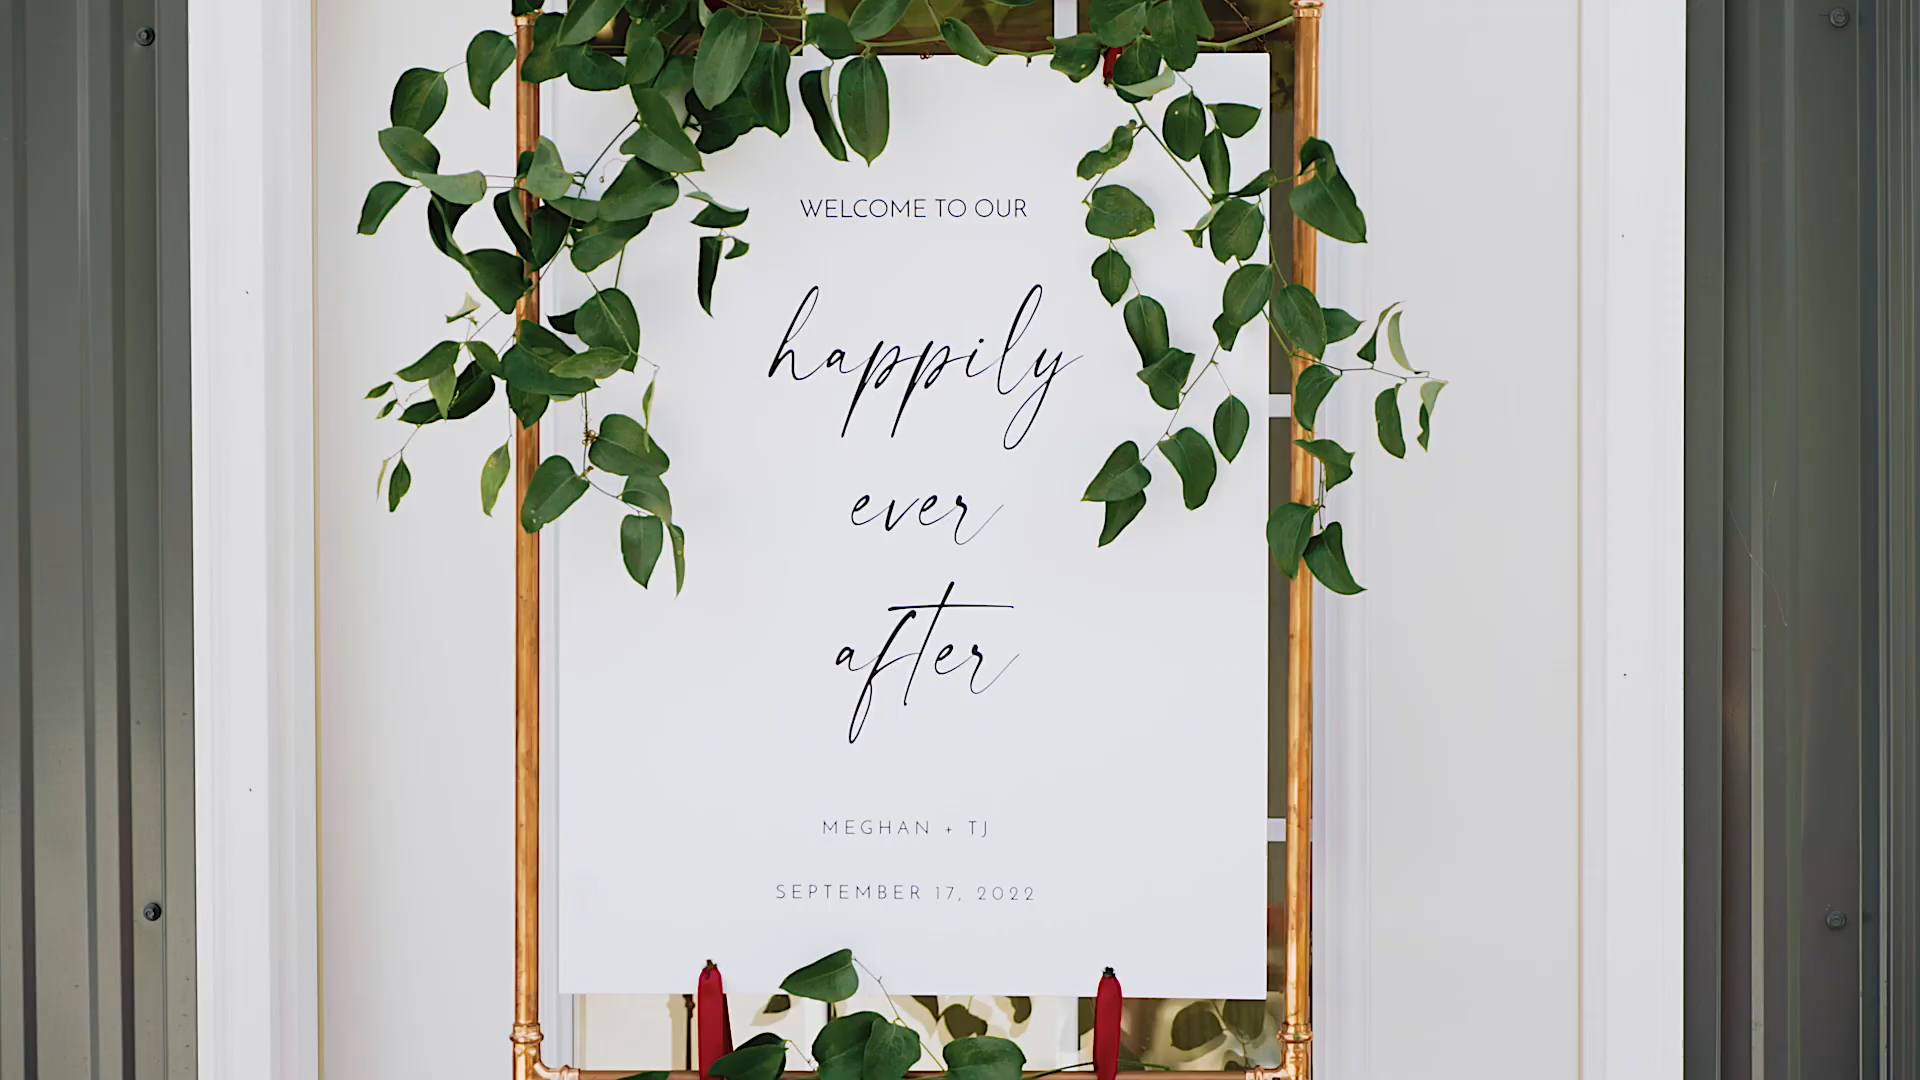 WELCOME TO OUR
happily
ever
after
MEGHAN + TJ
SEPTEMBER 17, 2022